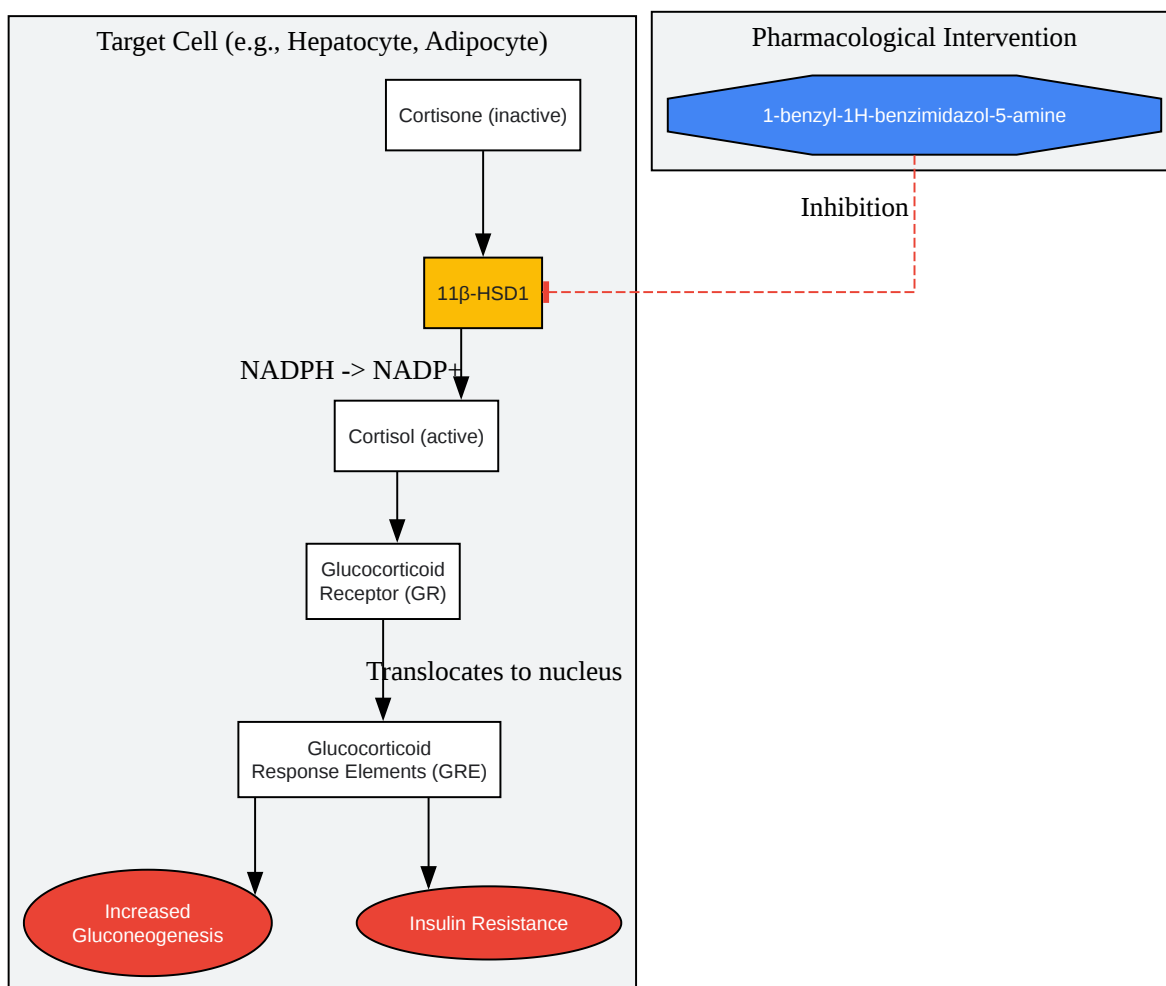 Target Cell (e.g., Hepatocyte, Adipocyte)
Pharmacological Intervention
Cortisone (inactive)
1-benzyl-1H-benzimidazol-5-amine
Inhibition
11β-HSD1
NADPH -> NADP+
Cortisol (active)
Glucocorticoid
Receptor (GR)
Translocates to nucleus
Glucocorticoid
Response Elements (GRE)
Increased
Gluconeogenesis
Insulin Resistance